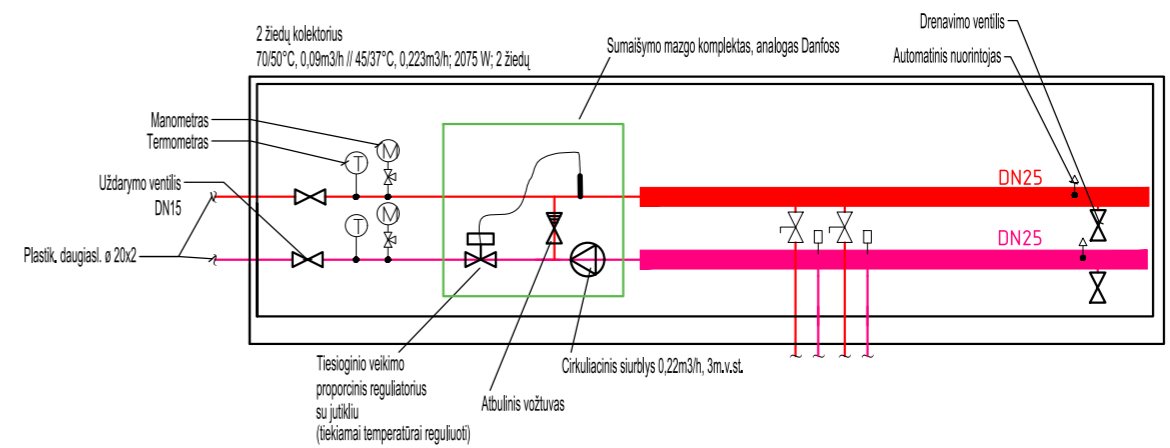 2 žiedų kolektorius
70/50°C, 0,09m3/h // 45/37°C, 0,223m3/h; 2075 W; 2 žiedų
Sumaišymo mazgo komplektas, analogas Danfoss
Drenavimo ventilis
Automatinis nuorintojas
Manometras
Termometras
Uždarymo ventilis
DN15
Plastik. daugiasl. ø 20x2
T
M
T
M
DN25
DN25
Tiesioginio veikimo
proporcinis reguliatorius
su jutikliu
(tiekiamai temperatūrai reguliuoti)
Atbulinis vožtuvas
Cirkuliacinis siurblys 0,22m3/h, 3m.v.st.